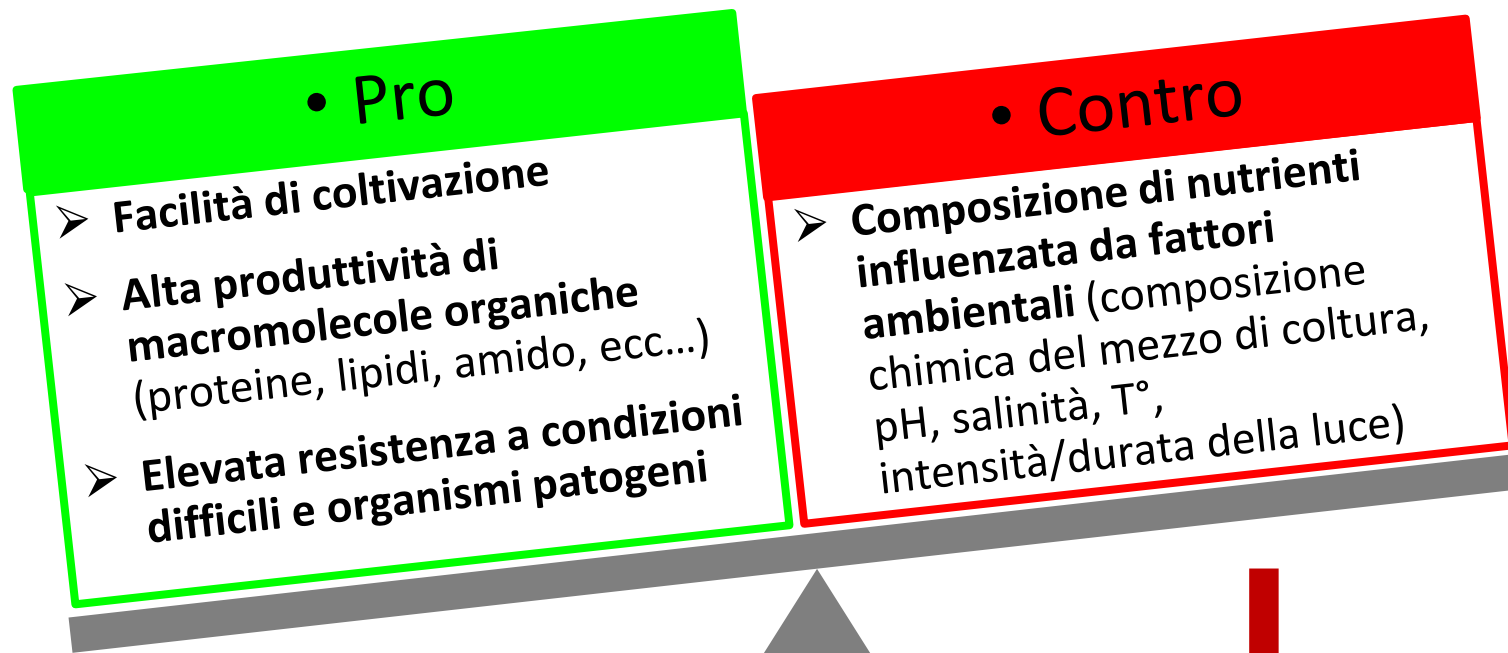 • Pro
➢ Facilità di coltivazione
➢ Alta produttività di
macromolecole organiche
(proteine, lipidi, amido, ecc…)
➢ Elevata resistenza a condizioni
difficili e organismi patogeni
• Contro
➢ Composizione di nutrienti
influenzata da fattori
ambientali (composizione
chimica del mezzo di coltura,
pH, salinità, T°,
intensità/durata della luce)